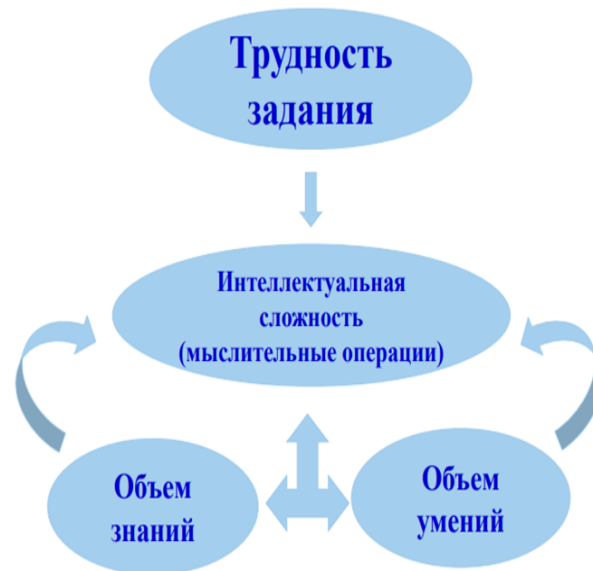 Трудность
задания
Интеллектуальная
сложность
(мыслительные операции)
Объем
знаний
Объем
умений